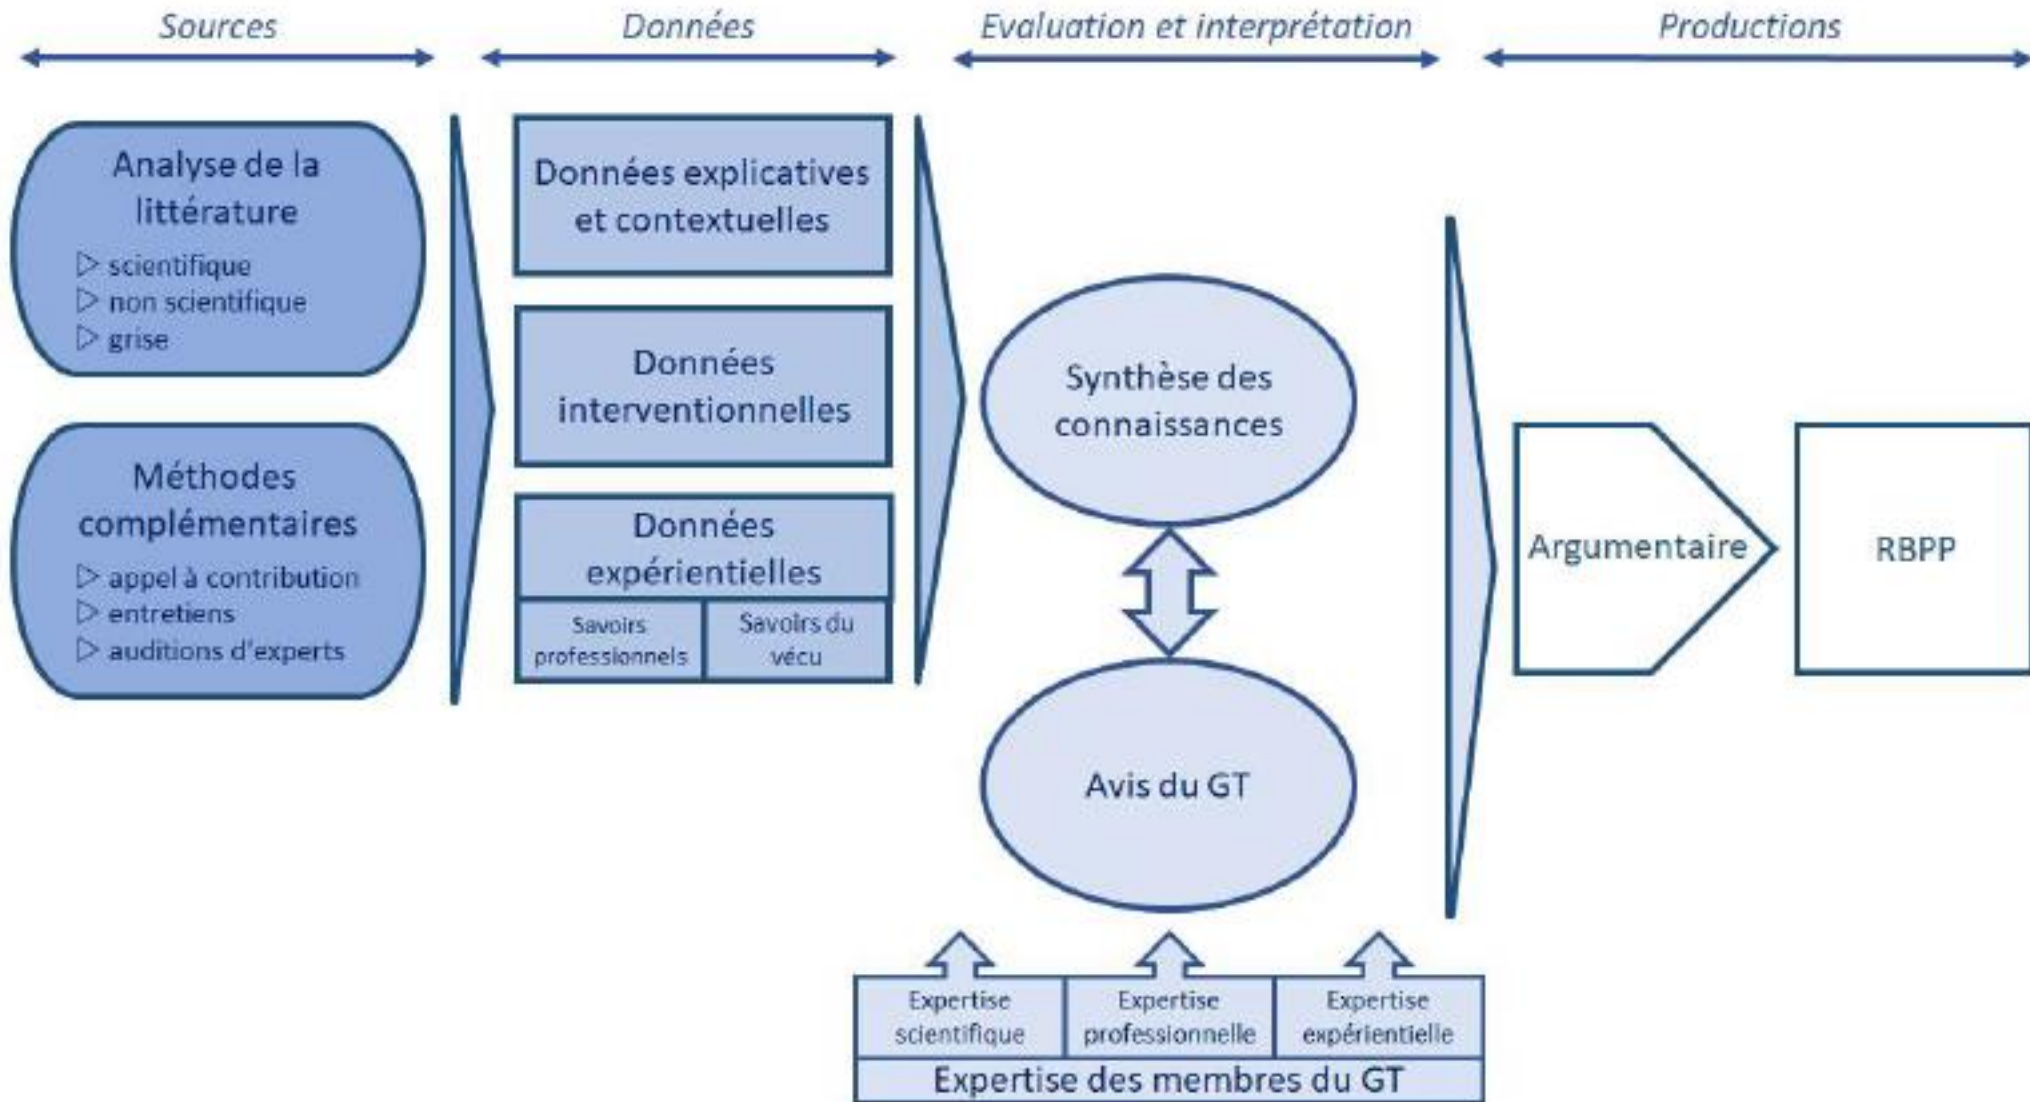 Sources
Données
Evaluation et interprétation
Productions
Analyse de la
littérature
▷ scientifique
▷ non scientifique
▷ grise
Méthodes
complémentaires
▷ appel à contribution
▷ entretiens
▷ auditions d'experts
Données explicatives
et contextuelles
Données
interventionnelles
Données
expérientielles
Savoirs
professionnels
Savoirs du
vécu
Synthèse des
connaissances
Avis du GT
Expertise
scientifique
Expertise
professionnelle
Expertise
expérientielle
Expertise des membres du GT
Argumentaire
RBPP